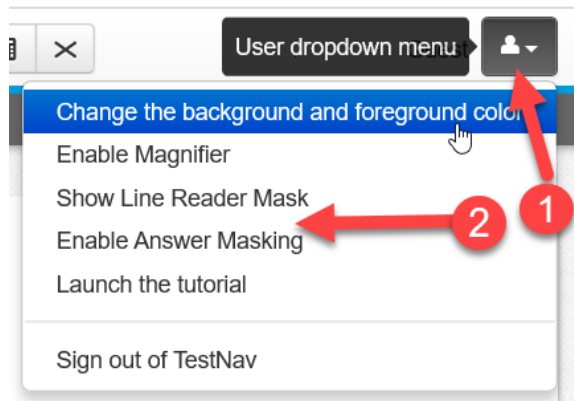 User dropdown menu
Change the background and foreground color
Enable Magnifier
Show Line Reader Mask
Enable Answer Masking
Launch the tutorial
Sign out of TestNav
1
2